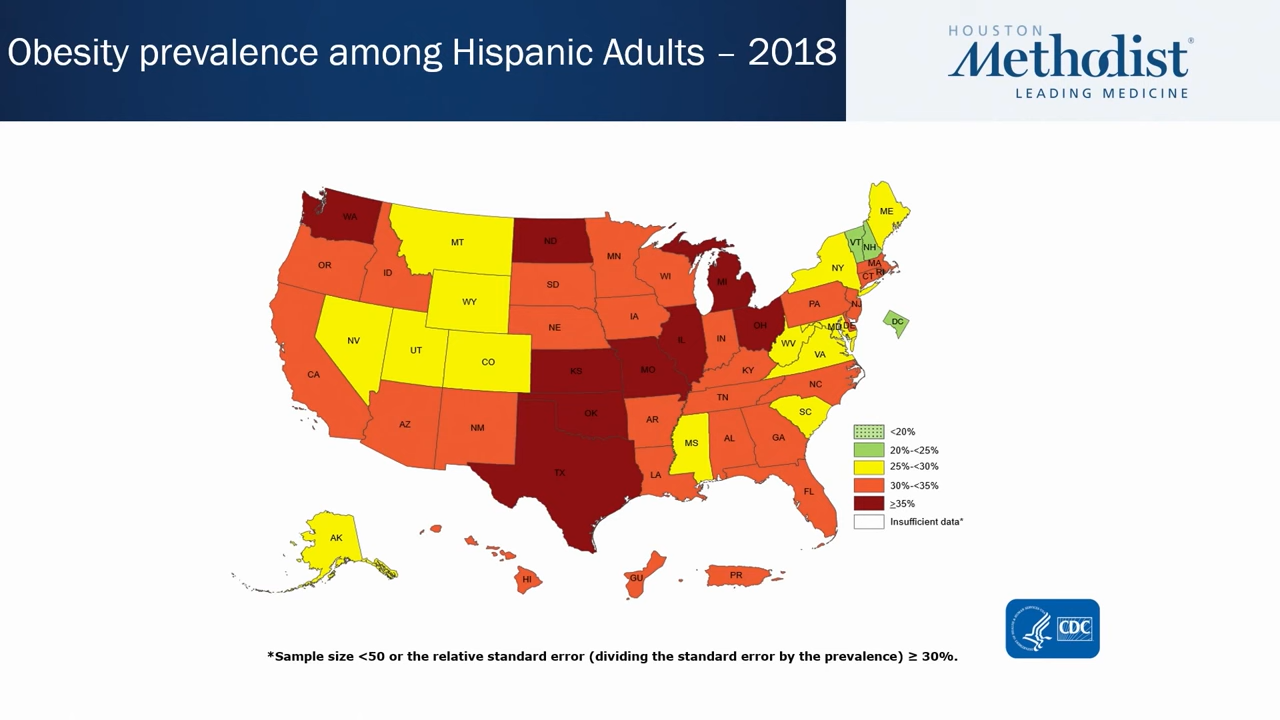 Obesity prevalence among Hispanic Adults – 2018
HOUSTON
Methodist®
LEADING MEDICINE
WA
MT
ND
MN
ME
VT
NH
OR
ID
SD
WI
MI
NY
MA
CT
RI
WY
NE
IA
PA
NJ
NV
UT
CO
IL
IN
OH
WV
MD
DE
DC
VA
CA
KS
MO
KY
NC
AZ
NM
OK
AR
TN
SC
TX
LA
MS
AL
GA
FL
AK
HI
GU
PR
<20%
20%-<25%
25%-<30%
30%-<35%
≥35%
Insufficient data*
CDC
*Sample size <50 or the relative standard error (dividing the standard error by the prevalence) ≥ 30%.